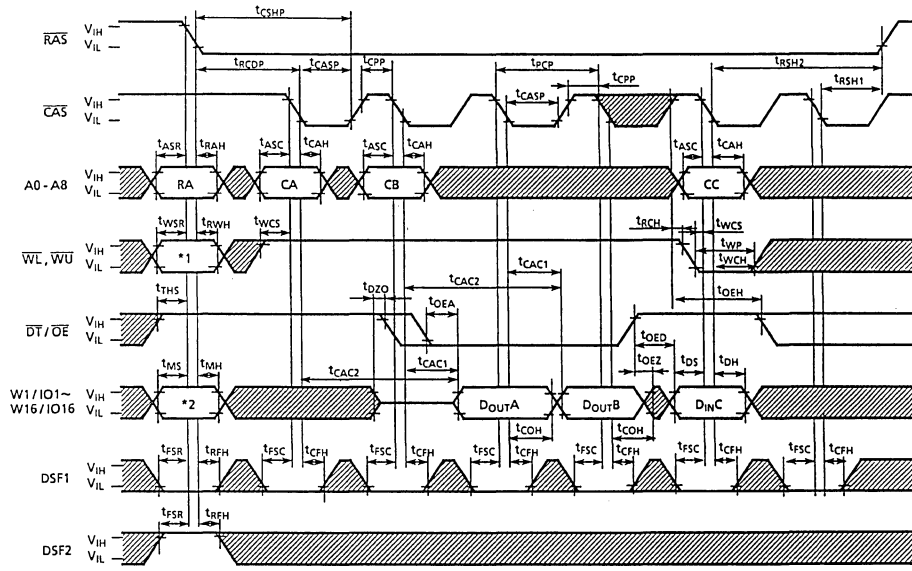 tCSHP
RAS
VIH
VIL
tRCDP tCASP tCPP tPCP tCPP tRSH2
tCASP tRSH1
CAS
VIH
VIL
tASR tRAH tASC tCAH tASC tCAH tASC tCAH
A0 - A8
VIH
VIL
RA CA CB CC
tWSR tRWH tWCS tRCH tWCS
tWP
tWCH
WL, WU
VIH
VIL
*1
tCAC1
tCAC2
tTHS tDZO tOEA tOEH
DT / OE
VIH
VIL
tOED
tOEZ
tMS tMH tCAC2 tCAC1 tDS tDH
W1 / IO1~
W16 / IO16
VIH
VIL
*2 DOUTA DOUTB DINC
tCOH tCOH
tFSR tRFH tFSC tCFH tFSC tCFH tFSC tCFH tFSC tCFH tFSC tCFH tFSC tCFH
DSF1
VIH
VIL
tFSR tRFH
DSF2
VIH
VIL